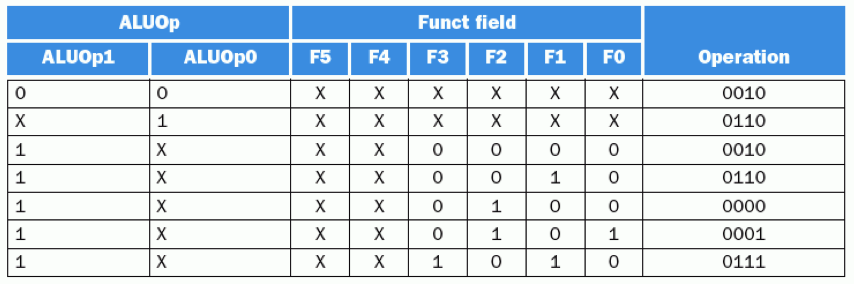 ALUOp Funct field
ALUOp1 ALUOp0 F5 F4 F3 F2 F1 F0 Operation
0 0 X X X X X X 0010
X 1 X X X X X X 0110
1 X X X 0 0 0 0 0010
1 X X X 0 0 1 0 0110
1 X X X 0 1 0 0 0000
1 X X X 0 1 0 1 0001
1 X X X 1 0 1 0 0111